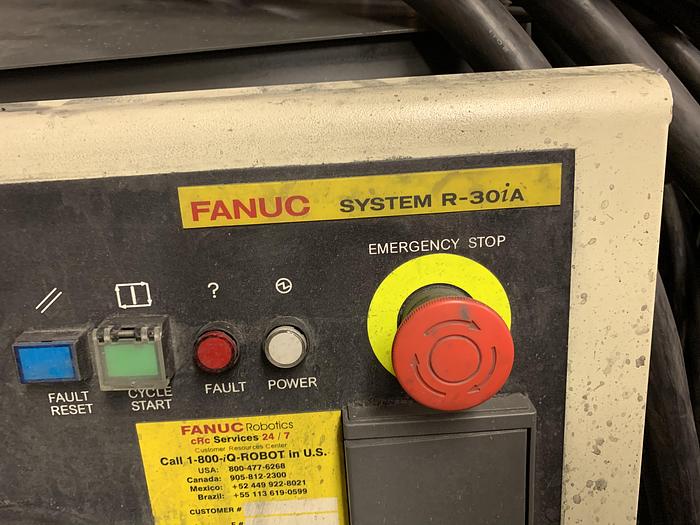 FANUC SYSTEM R-30iA
EMERGENCY STOP
?
FAULT RESET
CYCLE START
FAULT
POWER
FANUC Robotics
cRc Services 24 / 7
Customer Resources Center
Call 1-800-iQ-ROBOT in U.S.
USA: 800-477-6268
Canada: 905-812-2300
Mexico: +52 449 922-8021
Brazil: +55 113 619-0599
CUSTOMER #
F #